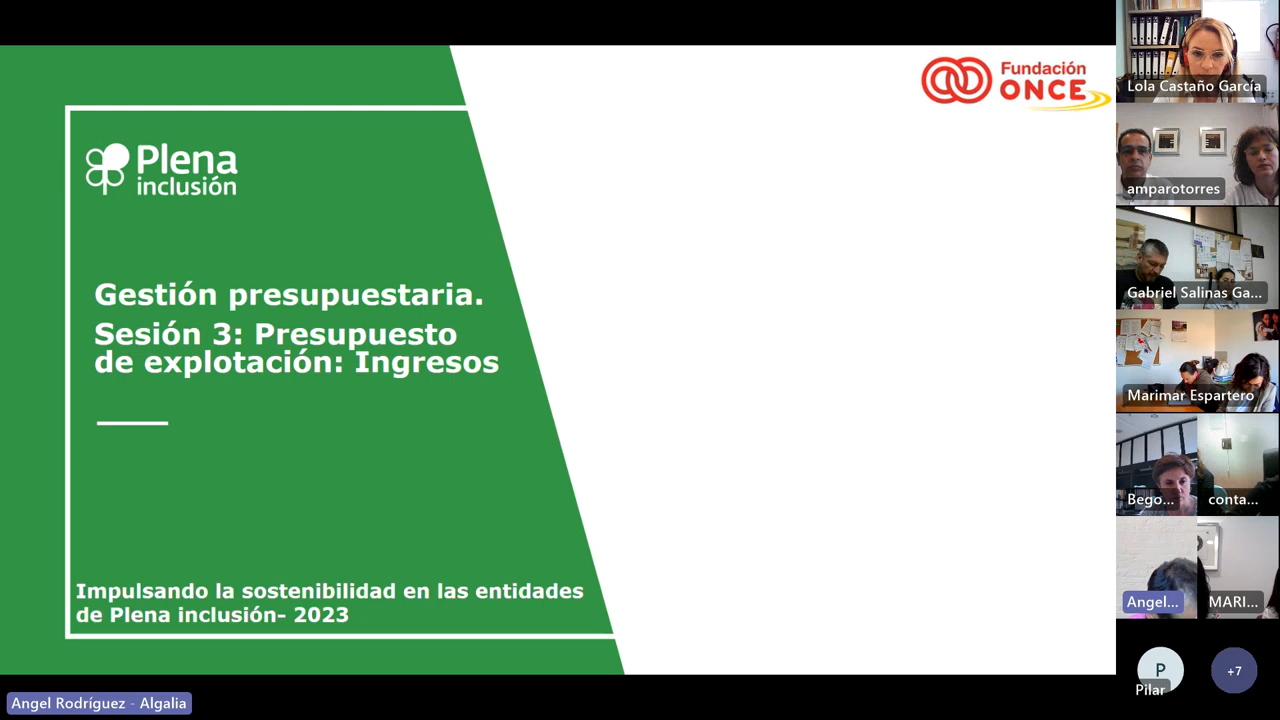 Fundación
ONCE
Plena
inclusión
Gestión presupuestaria.
Sesión 3: Presupuesto
de explotación: Ingresos
Impulsando la sostenibilidad en las entidades
de Plena inclusión- 2023
Angel Rodríguez - Algalia
Lola Castaño García
amparotorres
Gabriel Salinas Ga...
Marimar Espartero
Bego...
conta...
Angel...
MARI...
P
Pilar
+7